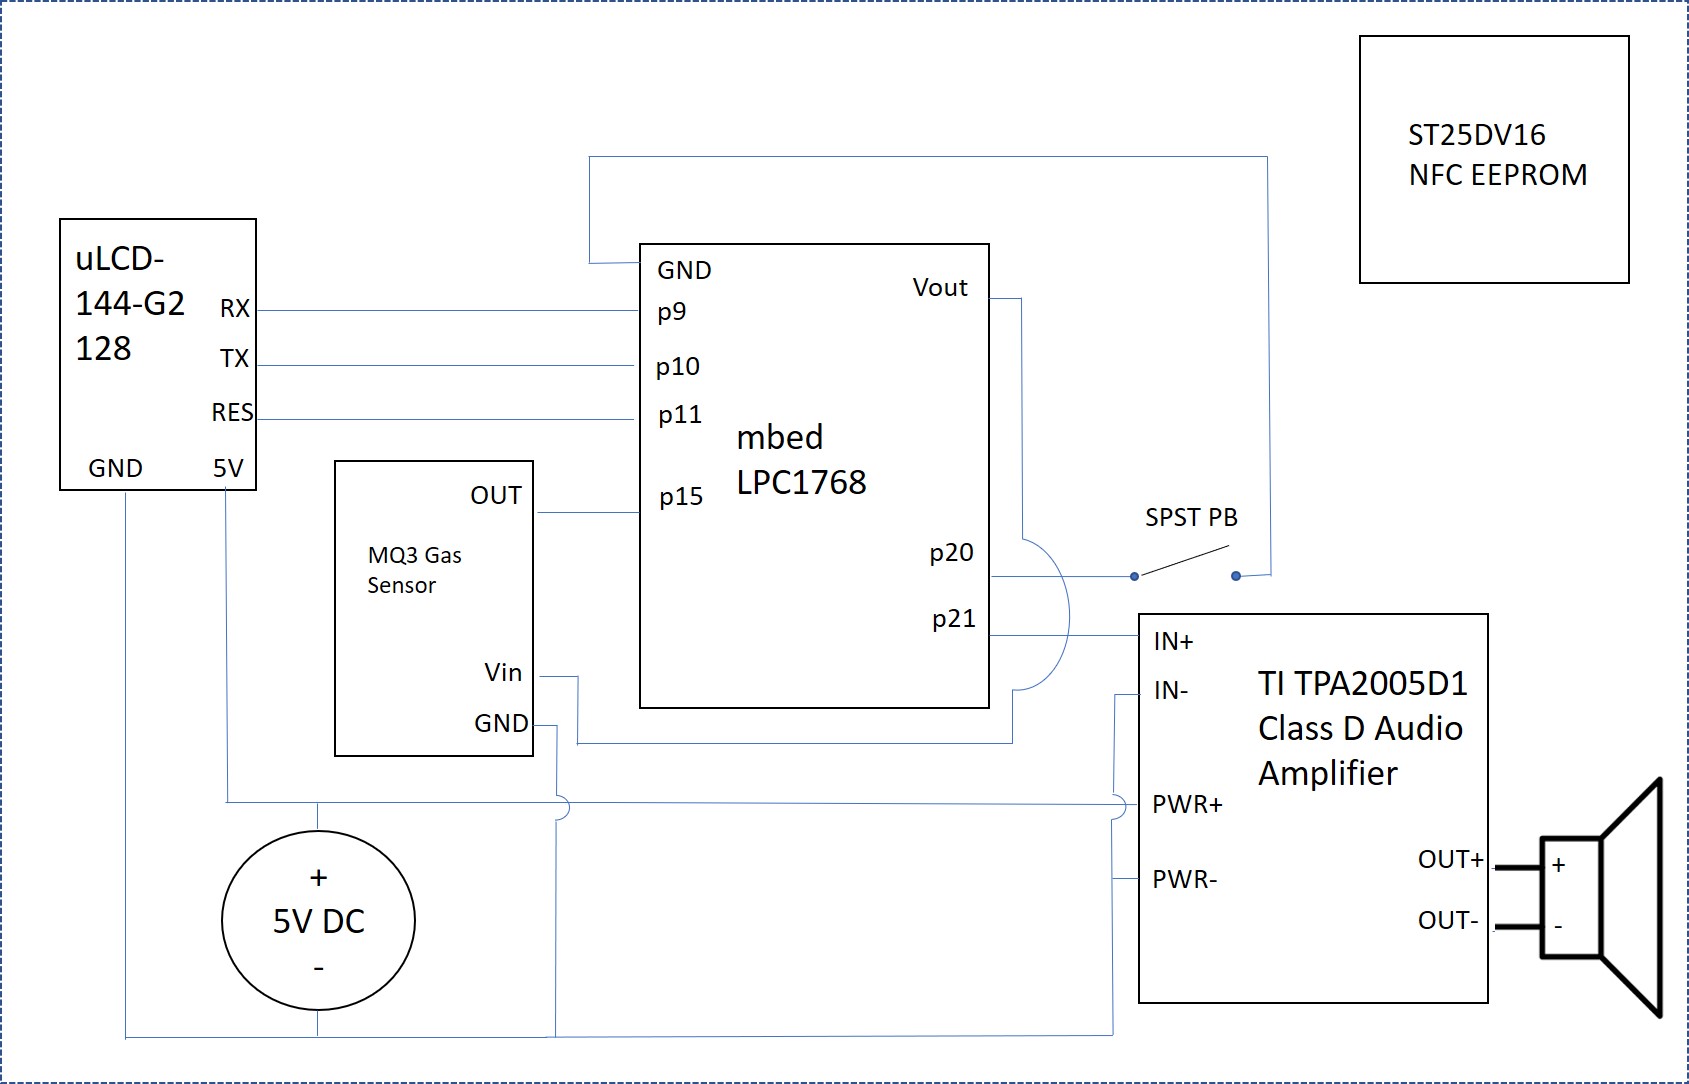 ST25DV16
NFC EEPROM
uLCD-
144-G2
128
RX
TX
RES
GND
5V
GND
p9
p10
p11
p15
Vout
mbed
LPC1768
p20
p21
OUT
MQ3 Gas
Sensor
Vin
GND
SPST PB
IN+
IN-
TI TPA2005D1
Class D Audio
Amplifier
PWR+
PWR-
OUT+
OUT-
+
-
+
5V DC
-